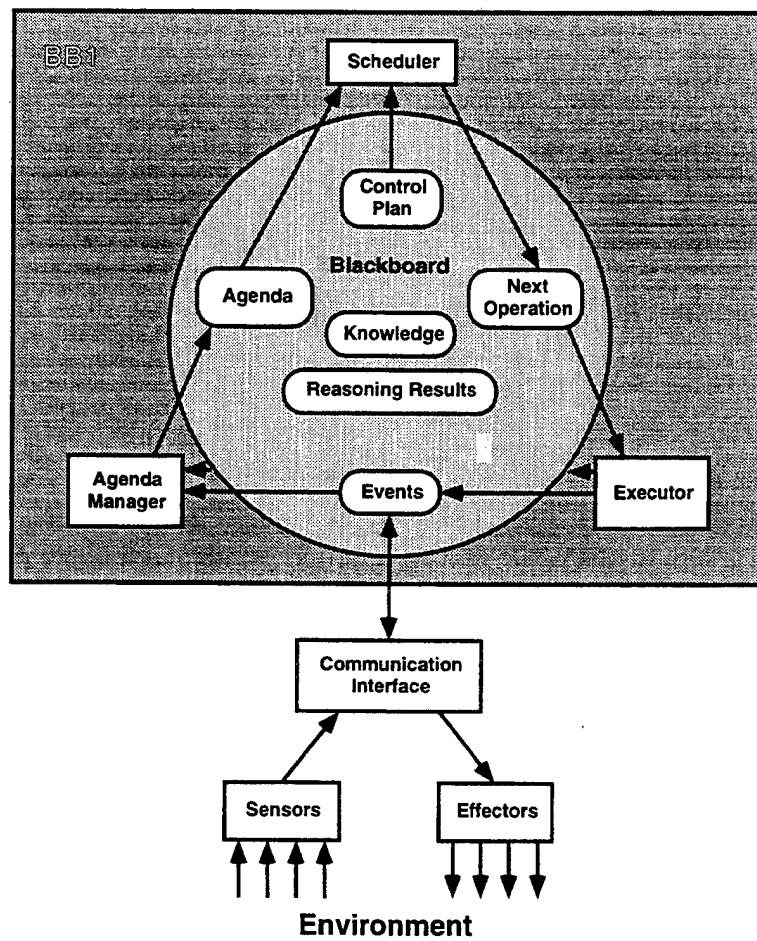 BB1
Scheduler
Control
Plan
Blackboard
Agenda
Next
Operation
Knowledge
Reasoning Results
Agenda
Manager
Events
Executor
Communication
Interface
Sensors
Effectors
Environment